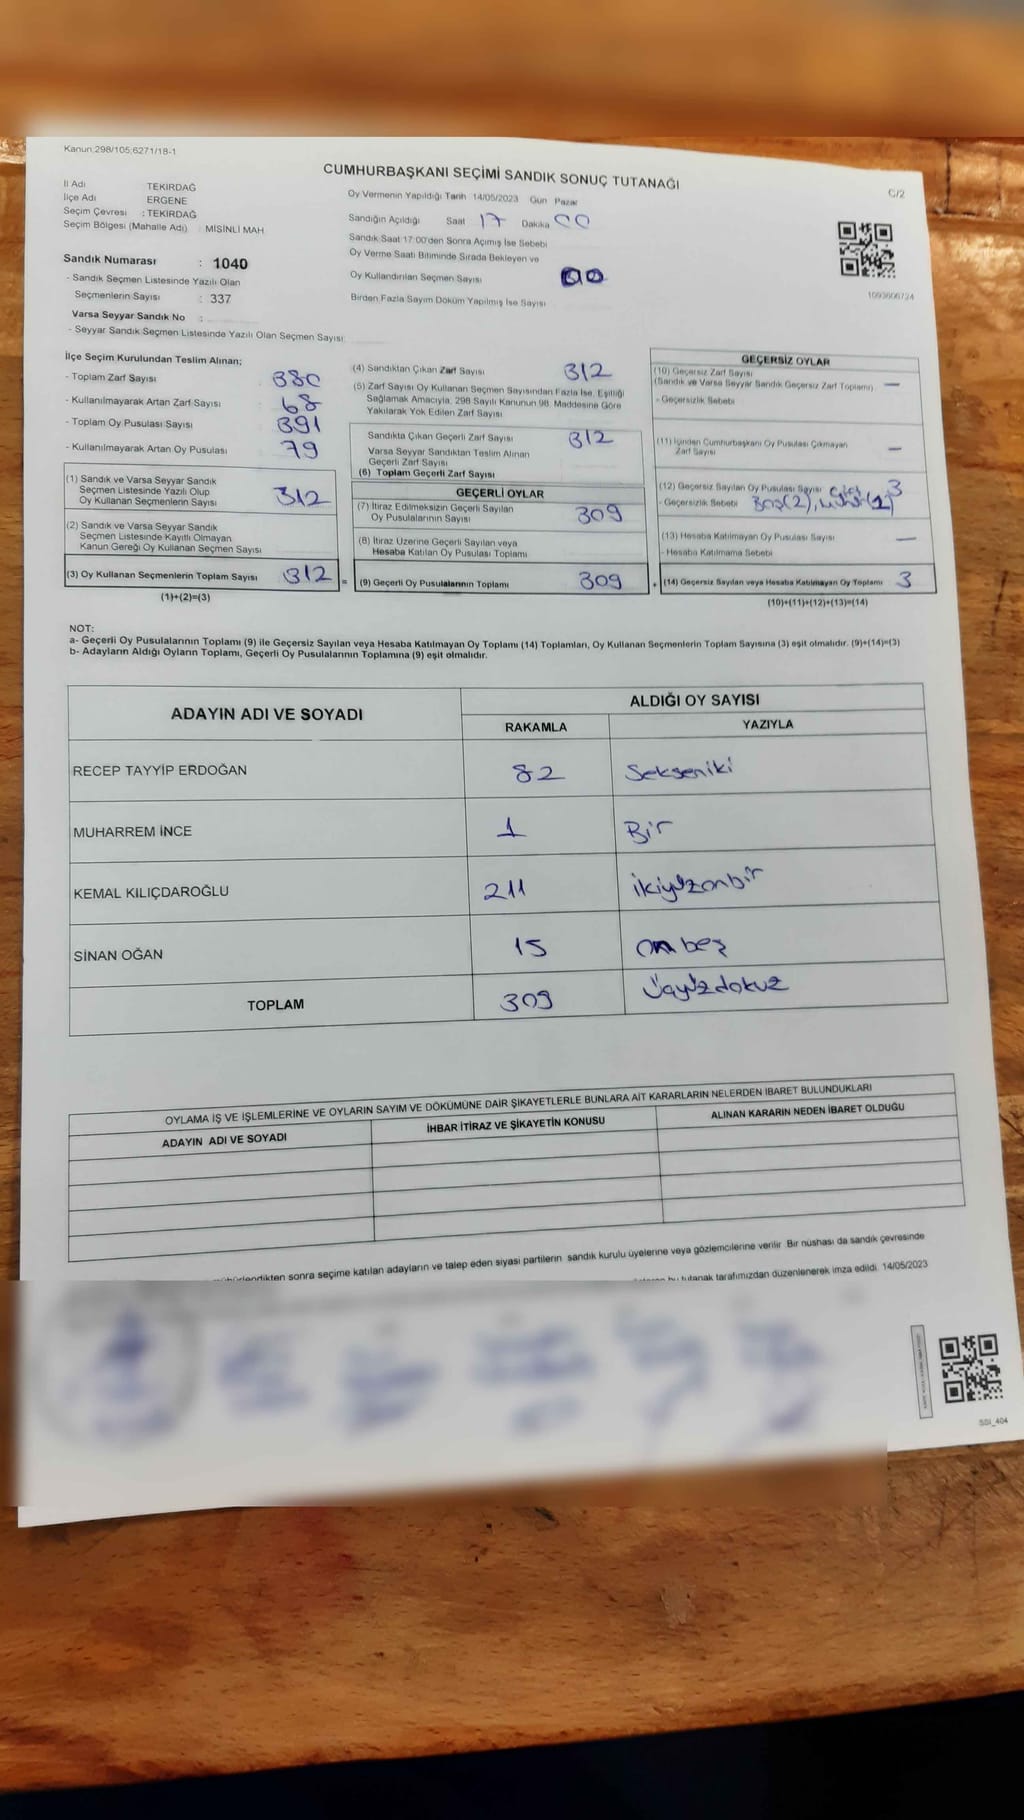 Kanun:298/105;6271/18-1
CUMHURBAŞKANI SEÇİMİ SANDIK SONUÇ TUTANAĞI
C/2
İl Adı TEKİRDAĞ
İlçe Adı ERGENE
Seçim Çevresi : TEKİRDAĞ
Seçim Bölgesi (Mahalle Adı) : MISİNLİ MAH
Sandık Numarası : 1040
- Sandık Seçmen Listesinde Yazılı Olan
Seçmenlerin Sayısı : 337
Varsa Seyyar Sandık No :
- Seyyar Sandık Seçmen Listesinde Yazılı Olan Seçmen Sayısı:
Oy Vermenin Yapıldığı Tarih 14/05/2023 Gün Pazar
Sandığın Açıldığı Saat 17 Dakika 00
Sandık Saat 17:00'den Sonra Açımış İse Sebebi
Oy Verme Saati Bitiminde Sırada Bekleyen ve
Oy Kullandırılan Seçmen Sayısı
Birden Fazla Sayım Döküm Yapılmış İse Sayısı
1093606724
İlçe Seçim Kurulundan Teslim Alınan;
- Toplam Zarf Sayısı 380
- Kullanılmayarak Artan Zarf Sayısı : 68
- Toplam Oy Pusulası Sayısı : 391
- Kullanılmayarak Artan Oy Pusulası : 79
(1) Sandık ve Varsa Seyyar Sandık
Seçmen Listesinde Yazılı Olup
Oy Kullanan Seçmenlerin Sayısı 312
(2) Sandık ve Varsa Seyyar Sandık
Seçmen Listesinde Kayıtlı Olmayan
Kanun Gereği Oy Kullanan Seçmen Sayısı
(3) Oy Kullanan Seçmenlerin Toplam Sayısı 312 =
(1)+(2)=(3)
(4) Sandıktan Çıkan Zarf Sayısı 312
(5) Zarf Sayısı Oy Kullanan Seçmen Sayısından Fazla İse, Eşitliği
Sağlamak Amacıyla, 298 Sayılı Kanunun 98. Maddesine Göre
Yakılarak Yok Edilen Zarf Sayısı
Sandıkta Çıkan Geçerli Zarf Sayısı 312
Varsa Seyyar Sandıktan Teslim Alınan
Geçerli Zarf Sayısı
(6) Toplam Geçerli Zarf Sayısı
GEÇERLİ OYLAR
(7) İtiraz Edilmeksizin Geçerli Sayılan
Oy Pusulalarının Sayısı 309
(8) İtiraz Üzerine Geçerli Sayılan veya
Hesaba Katılan Oy Pusulası Toplamı
(9) Geçerli Oy Pusulalarının Toplamı 309 +
GEÇERSİZ OYLAR
(10) Geçersiz Zarf Sayısı
(Sandık ve Varsa Seyyar Sandık Geçersiz Zarf Toplamı) —
- Geçersizlik Sebebi
(11) İçinden Cumhurbaşkanı Oy Pusulası Çıkmayan
Zarf Sayısı —
(12) Geçersiz Sayılan Oy Pusulası Sayısı 3
- Geçersizlik Sebebi
(13) Hesaba Katılmayan Oy Pusulası Sayısı —
- Hesaba Katılmama Sebebi
(14) Geçersiz Sayılan veya Hesaba Katılmayan Oy Toplamı 3
(10)+(11)+(12)+(13)=(14)
NOT:
a- Geçerli Oy Pusulalarının Toplamı (9) ile Geçersiz Sayılan veya Hesaba Katılmayan Oy Toplamı (14) Toplamları, Oy Kullanan Seçmenlerin Toplam Sayısına (3) eşit olmalıdır. (9)+(14)=(3)
b- Adayların Aldığı Oyların Toplamı, Geçerli Oy Pusulalarının Toplamına (9) eşit olmalıdır.
ADAYIN ADI VE SOYADI
ALDIĞI OY SAYISI
RAKAMLA YAZIYLA
RECEP TAYYİP ERDOĞAN 82 Sekseniki
MUHARREM İNCE 1 Bir
KEMAL KILIÇDAROĞLU 211 ikiyüzonbir
SİNAN OĞAN 15 onbeş
TOPLAM 309 üçyüzdokuz
OYLAMA İŞ VE İŞLEMLERİNE VE OYLARIN SAYIM VE DÖKÜMÜNE DAİR ŞİKAYETLERLE BUNLARA AİT KARARLARIN NELERDEN İBARET BULUNDUKLARI
ADAYIN ADI VE SOYADI İHBAR İTİRAZ VE ŞİKAYETİN KONUSU ALINAN KARARIN NEDEN İBARET OLDUĞU
sonra seçime katılan adayların ve talep eden siyasi partilerin sandık kurulu üyelerine veya gözlemcilerine verilir. Bir nüshası da sandık çevresinde
bu tutanak tarafımızdan düzenlenerek imza edildi. 14/05/2023
SSI_404